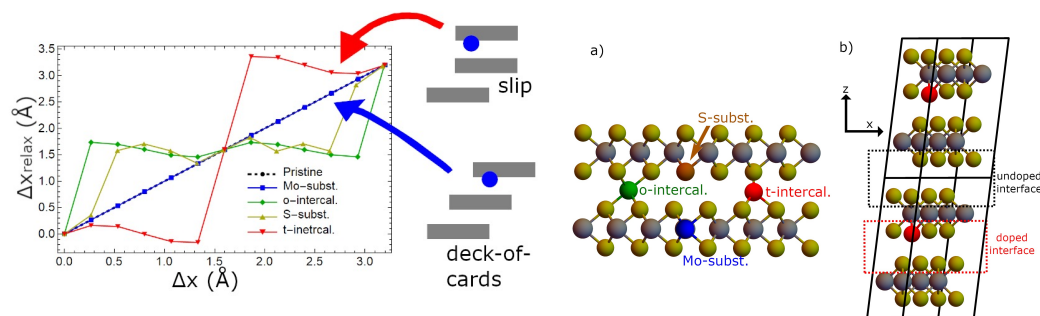 Δxrelax (Å)
3.5
3.0
2.5
2.0
1.5
1.0
0.5
0.0
0.0 0.5 1.0 1.5 2.0 2.5 3.0
Δx (Å)
Pristine
Mo-subst.
o-intercal.
S-subst.
t-inetrcal.
slip
deck-of-
cards
a)
S-subst.
o-intercal.
t-intercal.
Mo-subst.
b)
z
x
undoped
interface
doped
interface